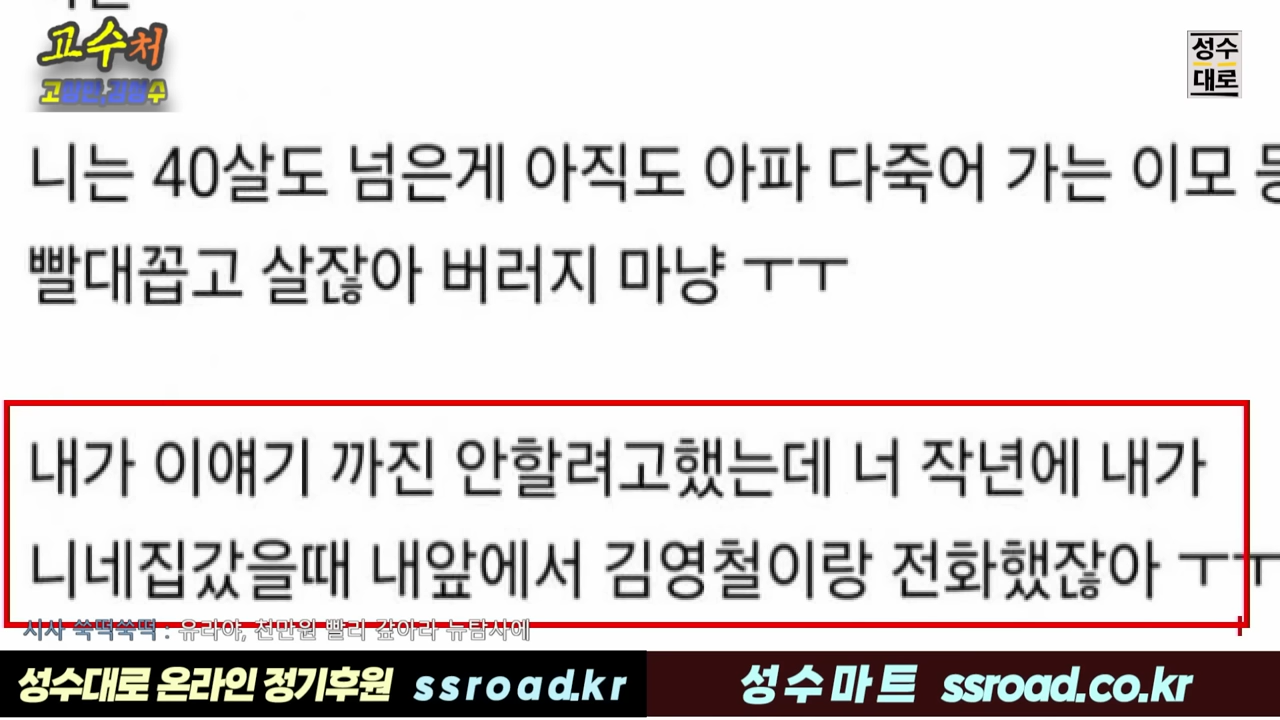 교수처
성수
대로
니는 40살도 넘은게 아직도 아파 다죽어 가는 이모
빨대꼽고 살잖아 버러지 마냥 ㅜㅜ
내가 이얘기 까진 안할려고했는데 너 작년에 내가
니네집갔을때 내앞에서 김영철이랑 전화했잖아 ㅜㅜ
시사 쑥떡쑥떡 : 유라야, 천만원 빨리 갚아라 뉴탐사에
성수대로 온라인 정기후원 ssroad.kr
성수마트 ssroad.co.kr